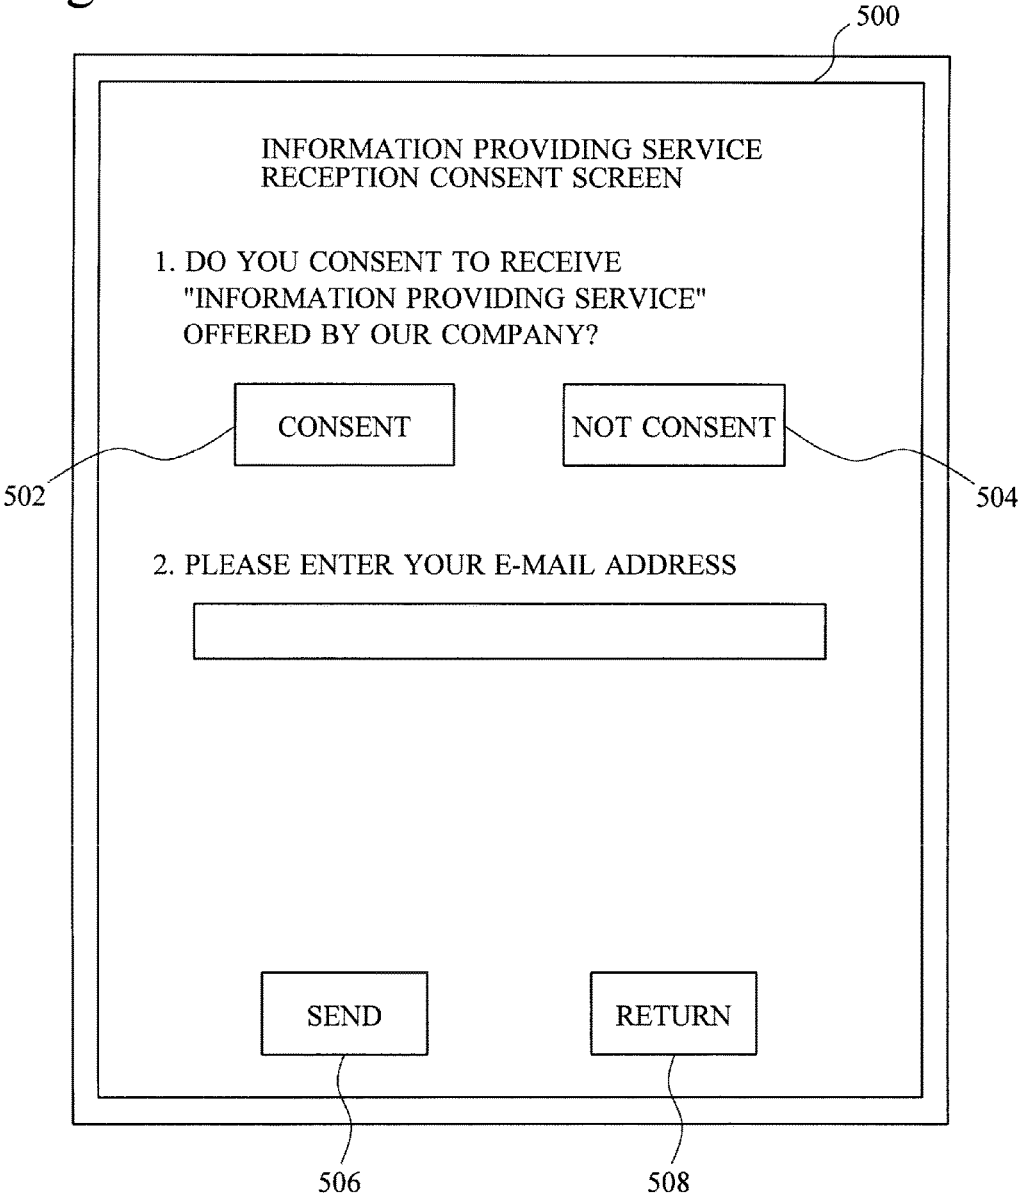 500
INFORMATION PROVIDING SERVICE
RECEPTION CONSENT SCREEN
1. DO YOU CONSENT TO RECEIVE
"INFORMATION PROVIDING SERVICE"
OFFERED BY OUR COMPANY?
CONSENT NOT CONSENT
502 504
2. PLEASE ENTER YOUR E-MAIL ADDRESS
SEND RETURN
506 508